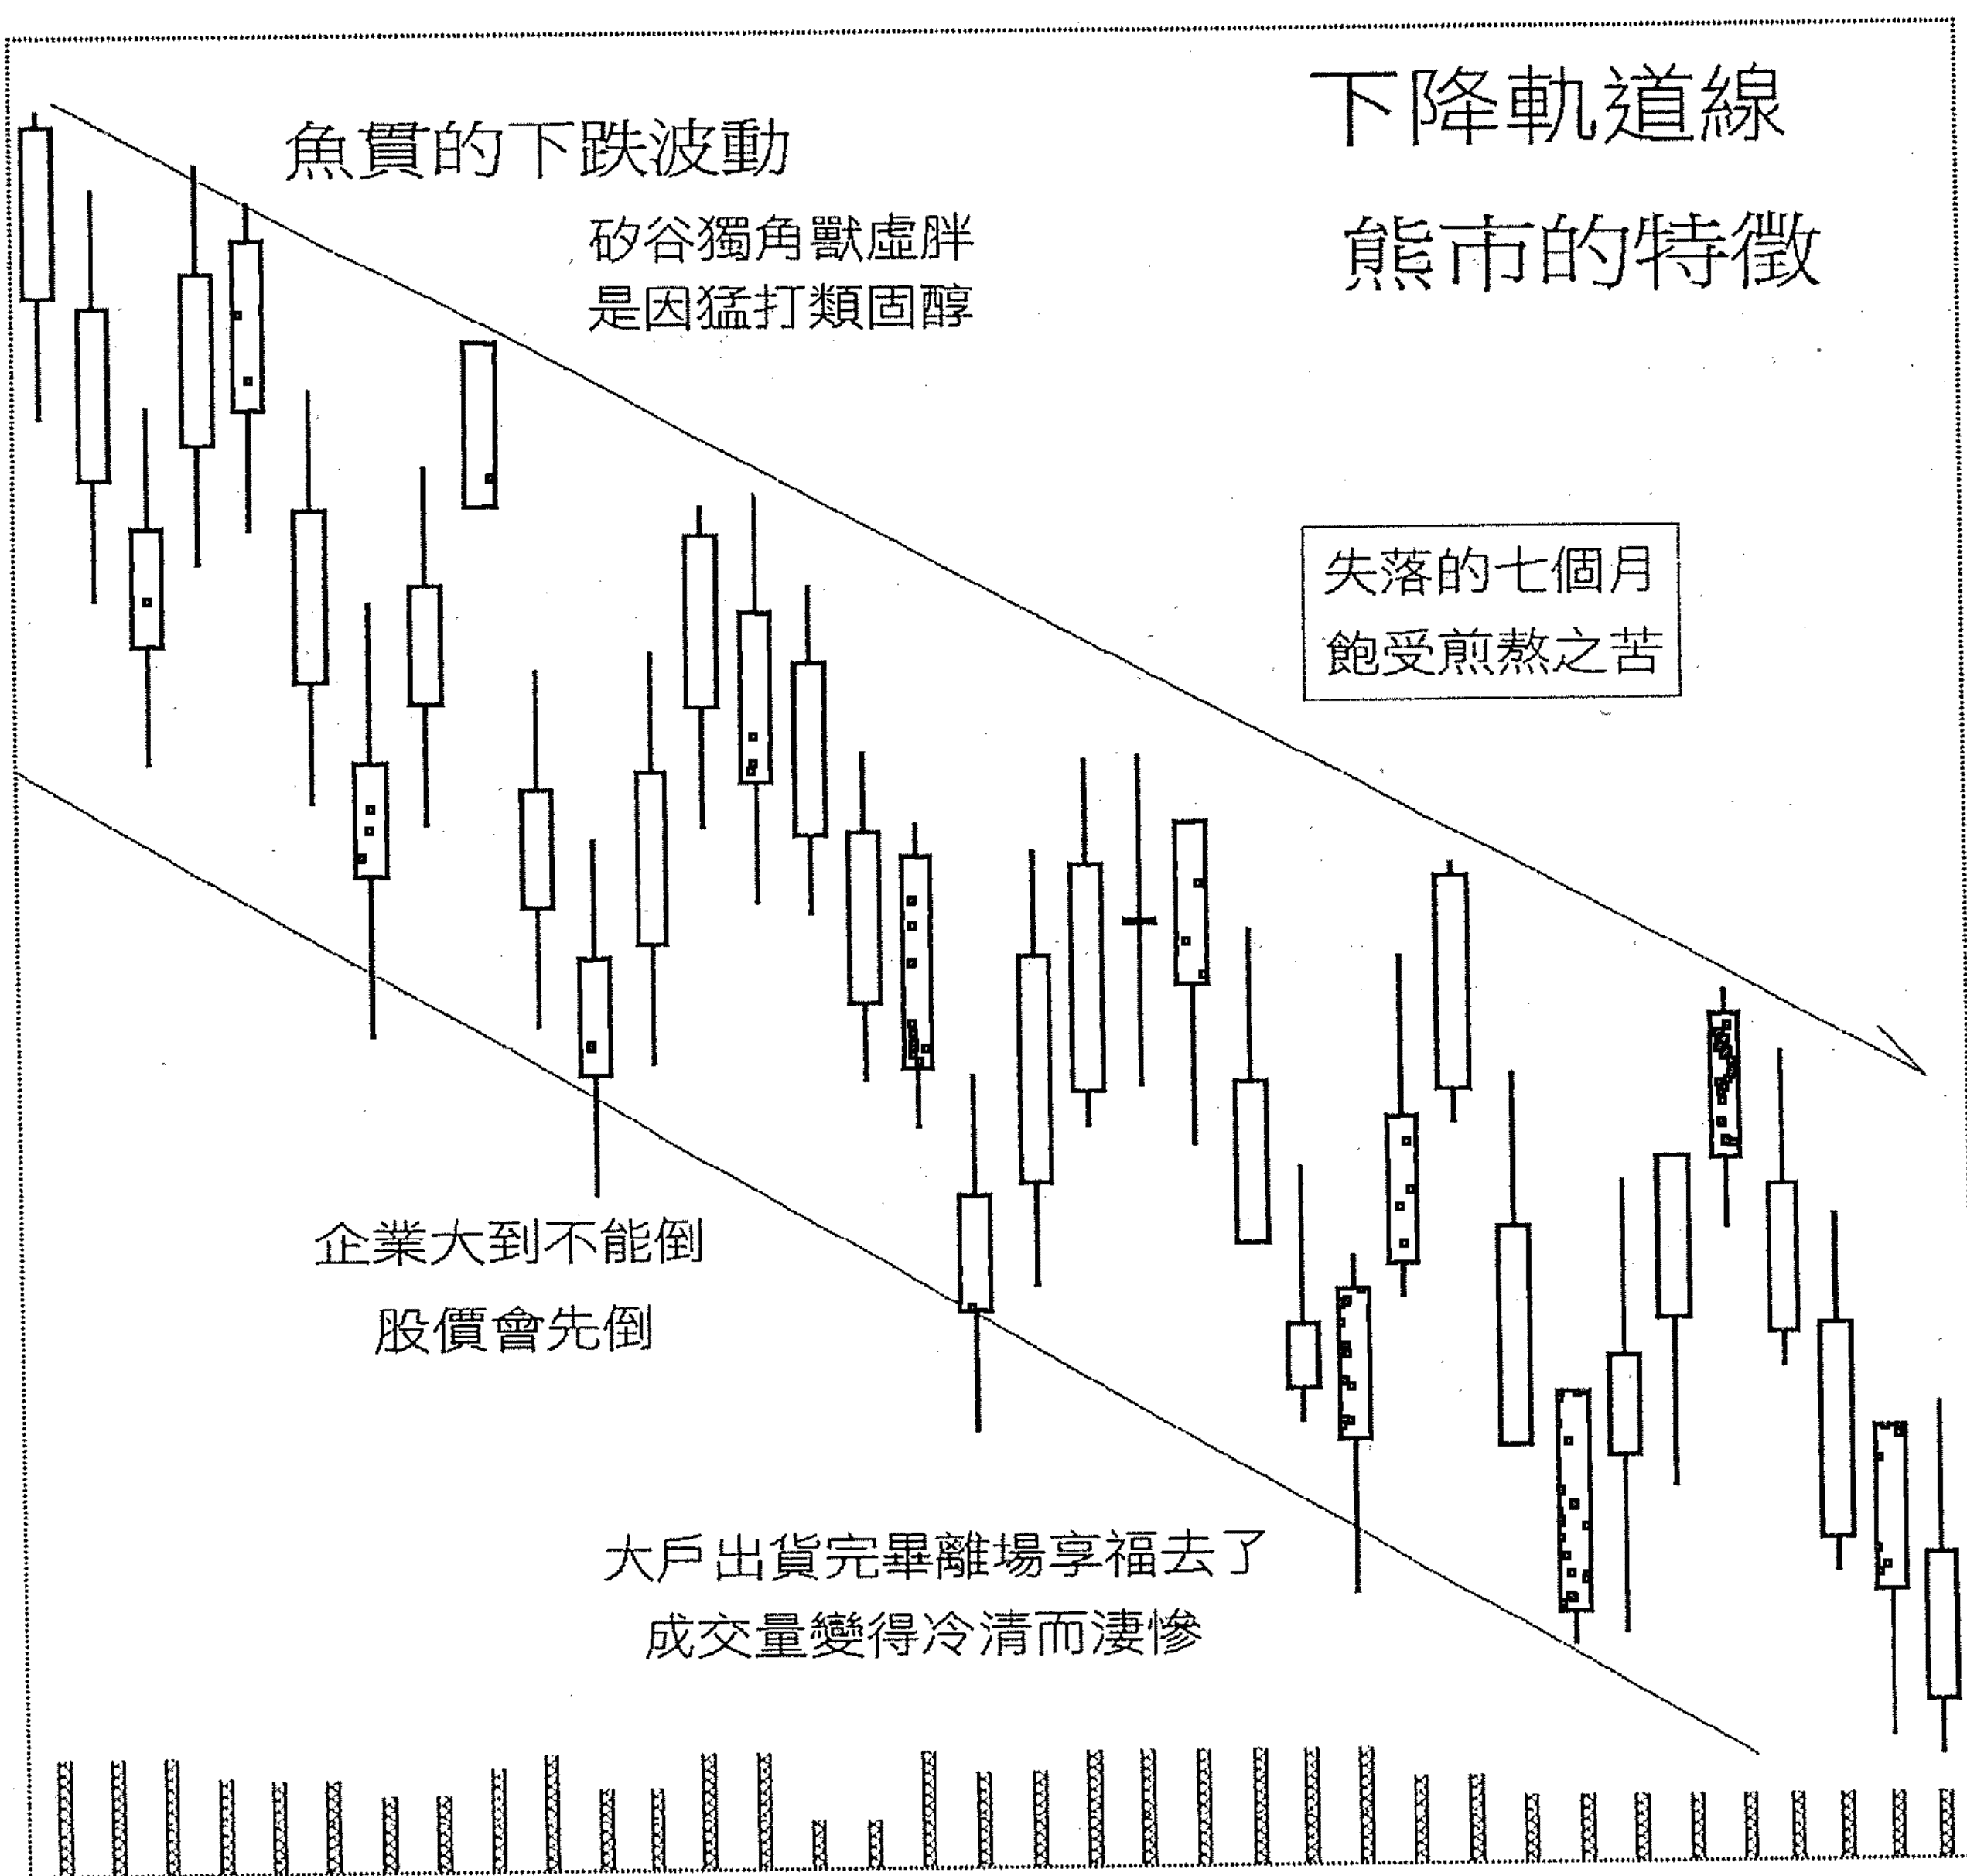 下降軌道線
熊市的特徵
魚貫的下跌波動
矽谷獨角獸虛胖
是因猛打類固醇
失落的七個月
飽受煎熬之苦
企業大到不能倒
股價會先倒
大戶出貨完畢離場享福去了
成交量變得冷清而淒慘